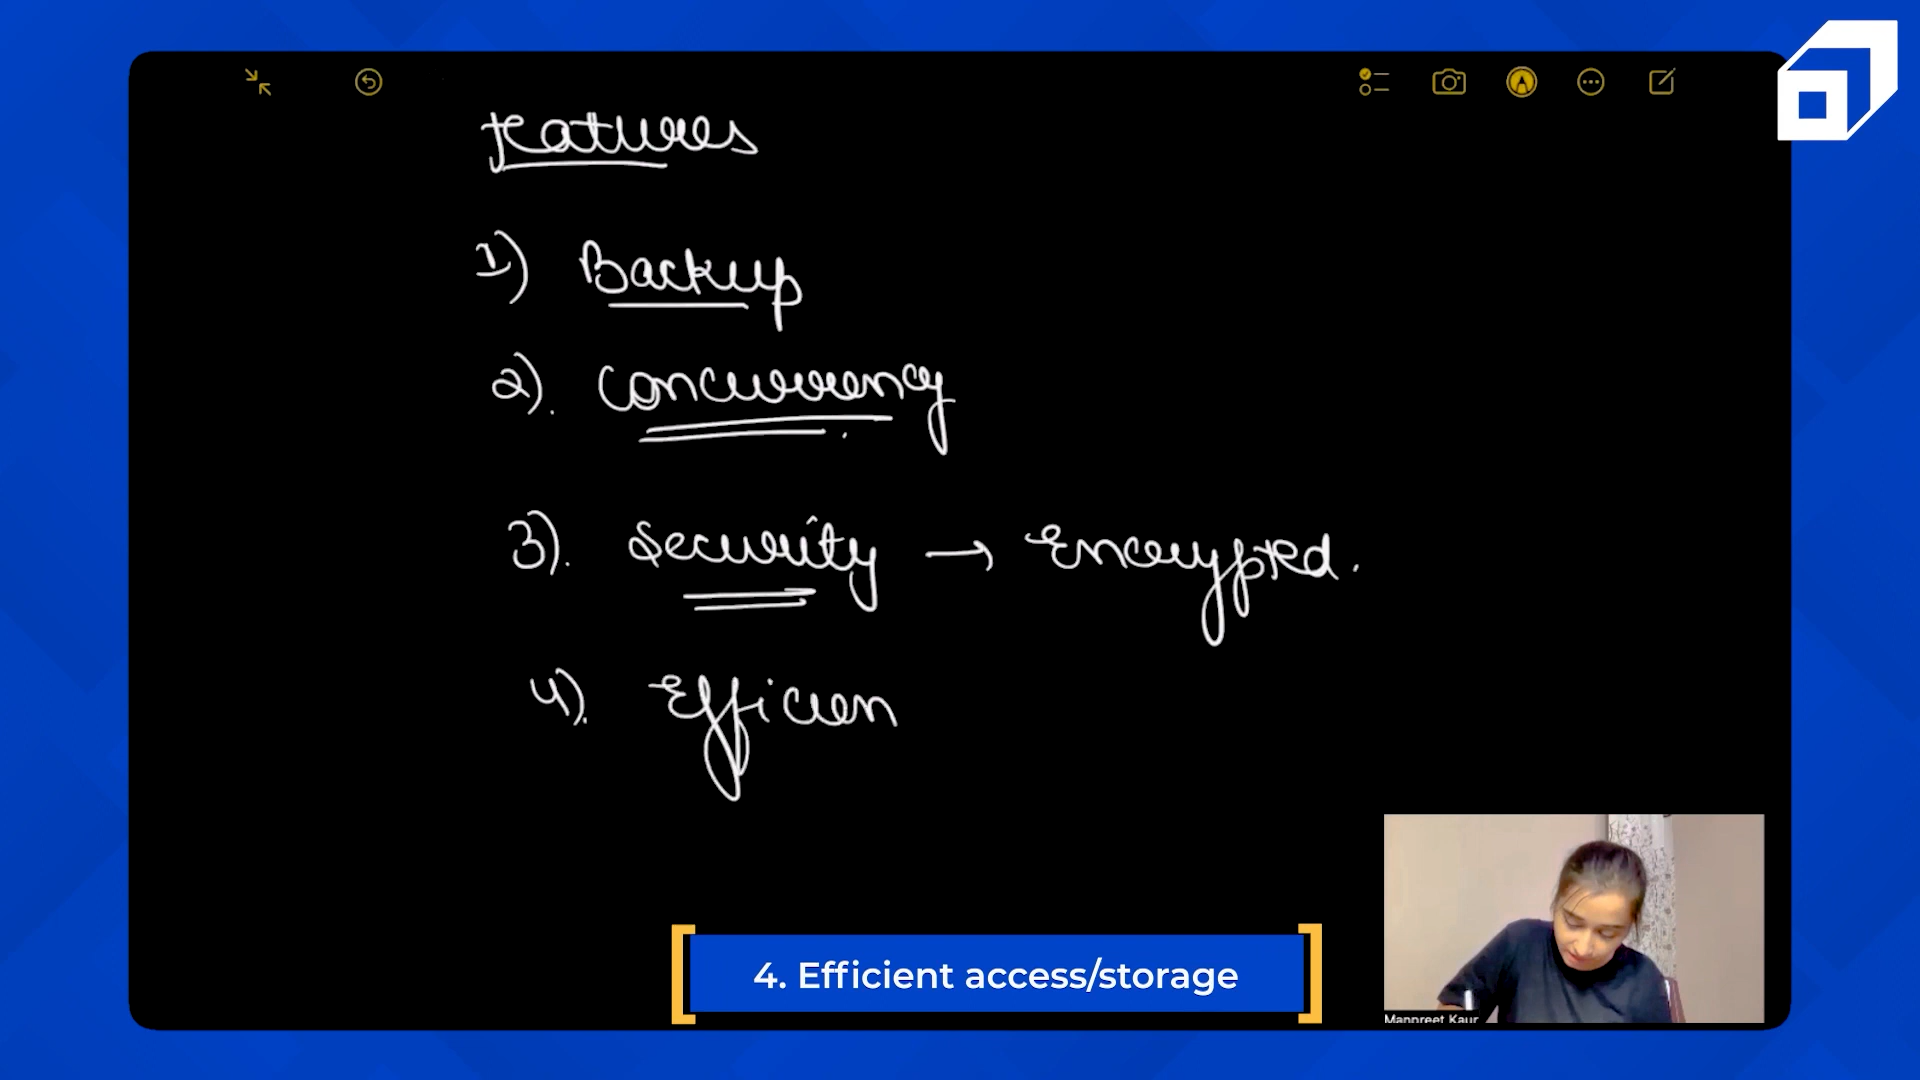 Features
1) Backup
2). Concurrency
3). Security → Encrypted.
4). Efficien
4. Efficient access/storage
Manpreet Kaur